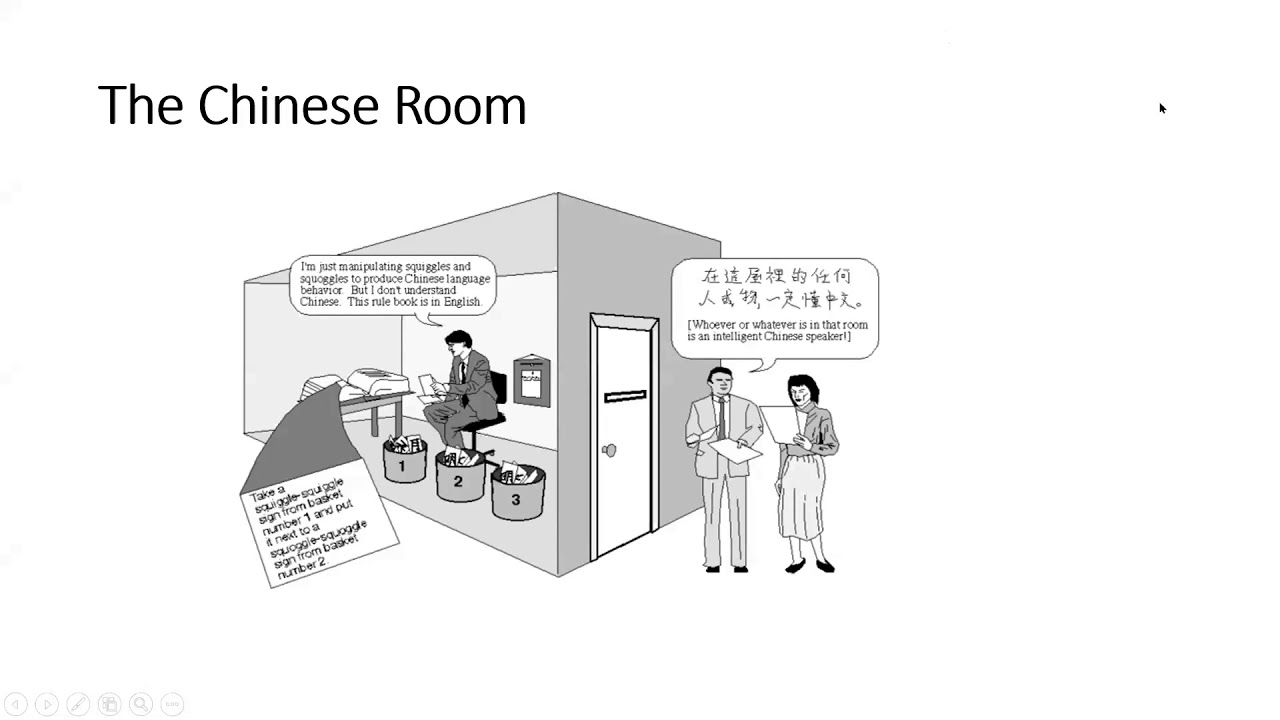 The Chinese Room
I'm just manipulating squiggles and
squoggles to produce Chinese language
behavior. But I don't understand
Chinese. This rule book is in English.
在這屋裡的任何
人或物,一定懂中文。
[Whoever or whatever is in that room
is an intelligent Chinese speaker!]
1
2
3
Take a
squiggle-squiggle
sign from basket
number 1 and put
it next to a
squoggle-squoggle
sign from basket
number 2.